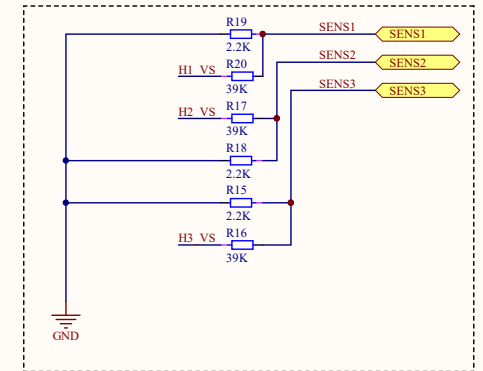 R19
SENS1
SENS1
2.2K
R20
SENS2
SENS2
H1_VS
39K
SENS3
SENS3
R17
H2_VS
39K
R18
2.2K
R15
2.2K
R16
H3_VS
39K
GND